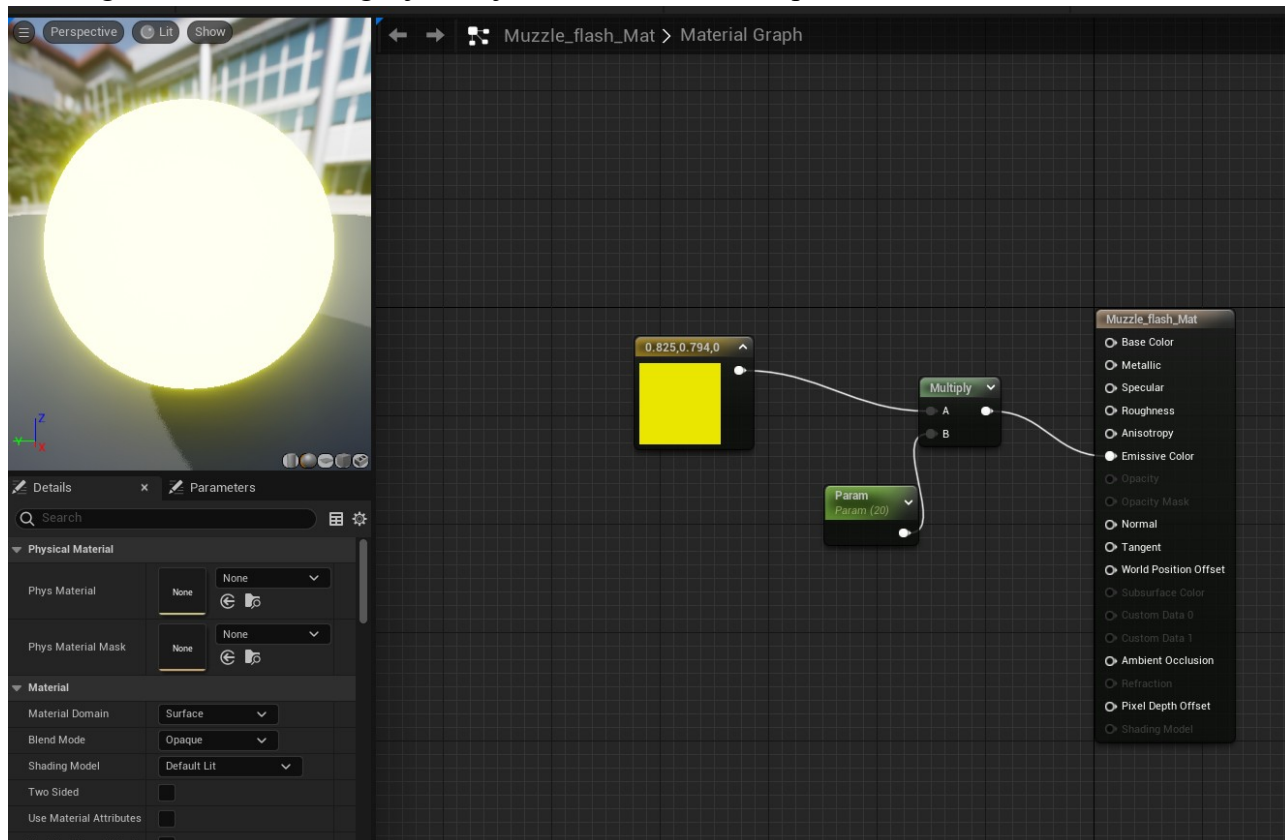 Perspective
Lit
Show
Muzzle_flash_Mat > Material Graph
Z
Y
X
Details
×
Parameters
Search
Physical Material
Phys Material
None
None
Phys Material Mask
None
None
Material
Material Domain
Surface
Blend Mode
Opaque
Shading Model
Default Lit
Two Sided
Use Material Attributes
0.825,0.794,0
Multiply
A
B
Param
Param (20)
Muzzle_flash_Mat
Base Color
Metallic
Specular
Roughness
Anisotropy
Emissive Color
Opacity
Opacity Mask
Normal
Tangent
World Position Offset
Subsurface Color
Custom Data 0
Custom Data 1
Ambient Occlusion
Refraction
Pixel Depth Offset
Shading Model